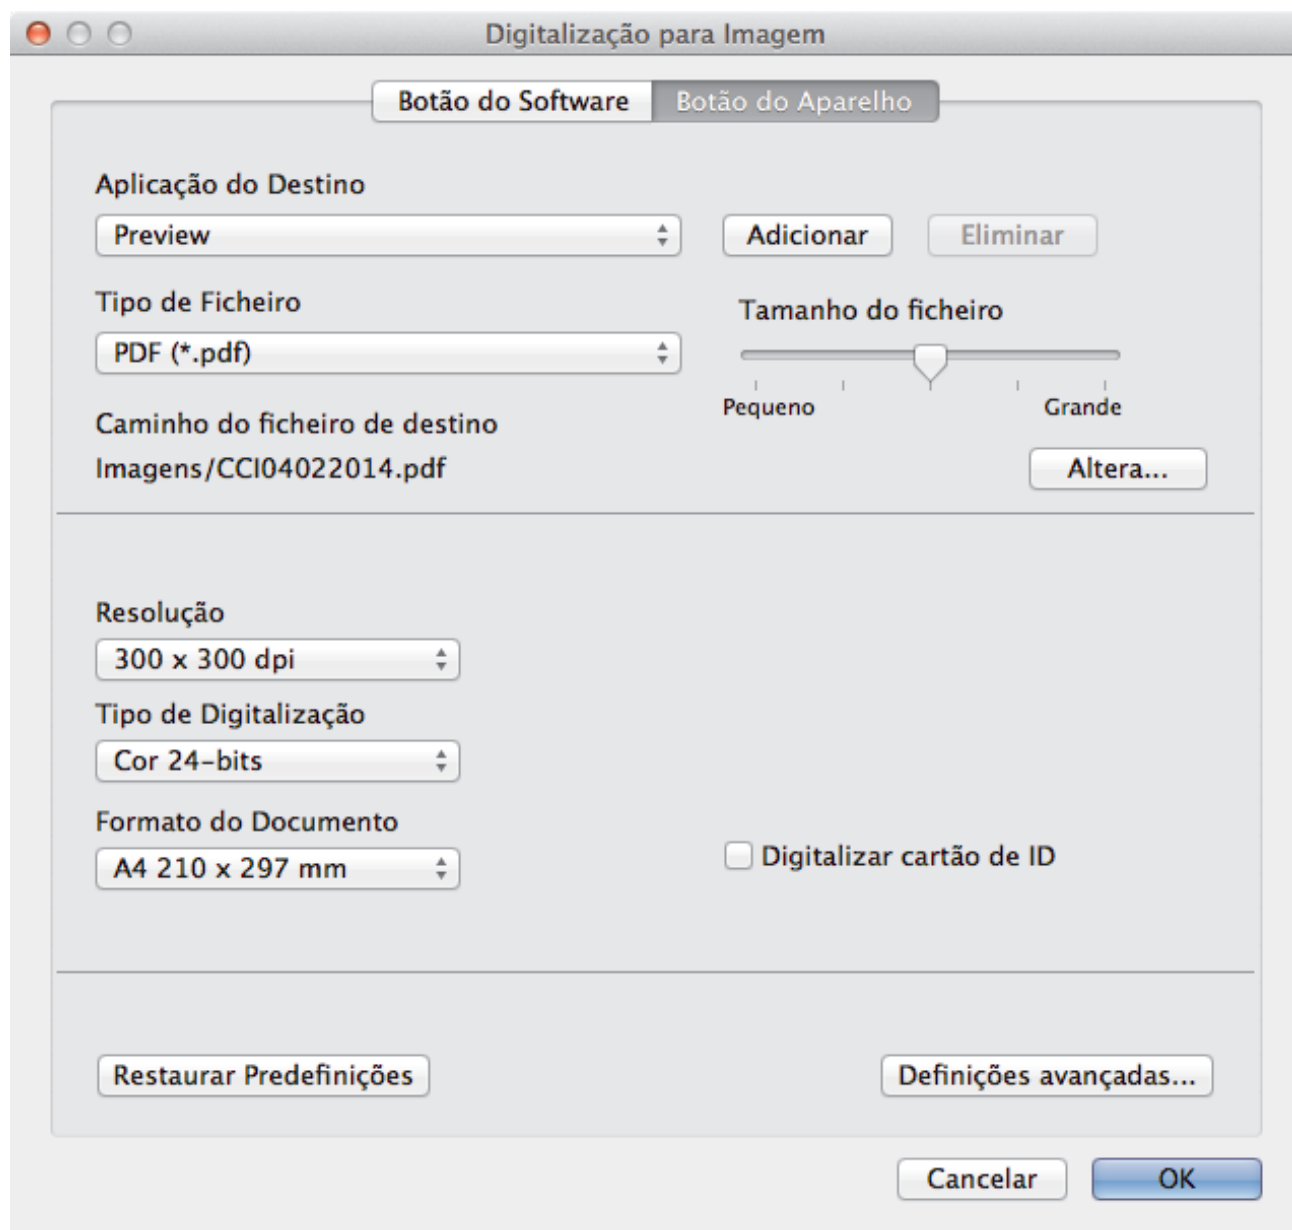 Digitalização para Imagem
Botão do Software Botão do Aparelho
Aplicação do Destino
Preview Adicionar Eliminar
Tipo de Ficheiro
Tamanho do ficheiro
PDF (*.pdf)
Pequeno Grande
Caminho do ficheiro de destino
Imagens/CCI04022014.pdf Altera...
Resolução
300 x 300 dpi
Tipo de Digitalização
Cor 24-bits
Formato do Documento
A4 210 x 297 mm
Digitalizar cartão de ID
Restaurar Predefinições Definições avançadas...
Cancelar OK